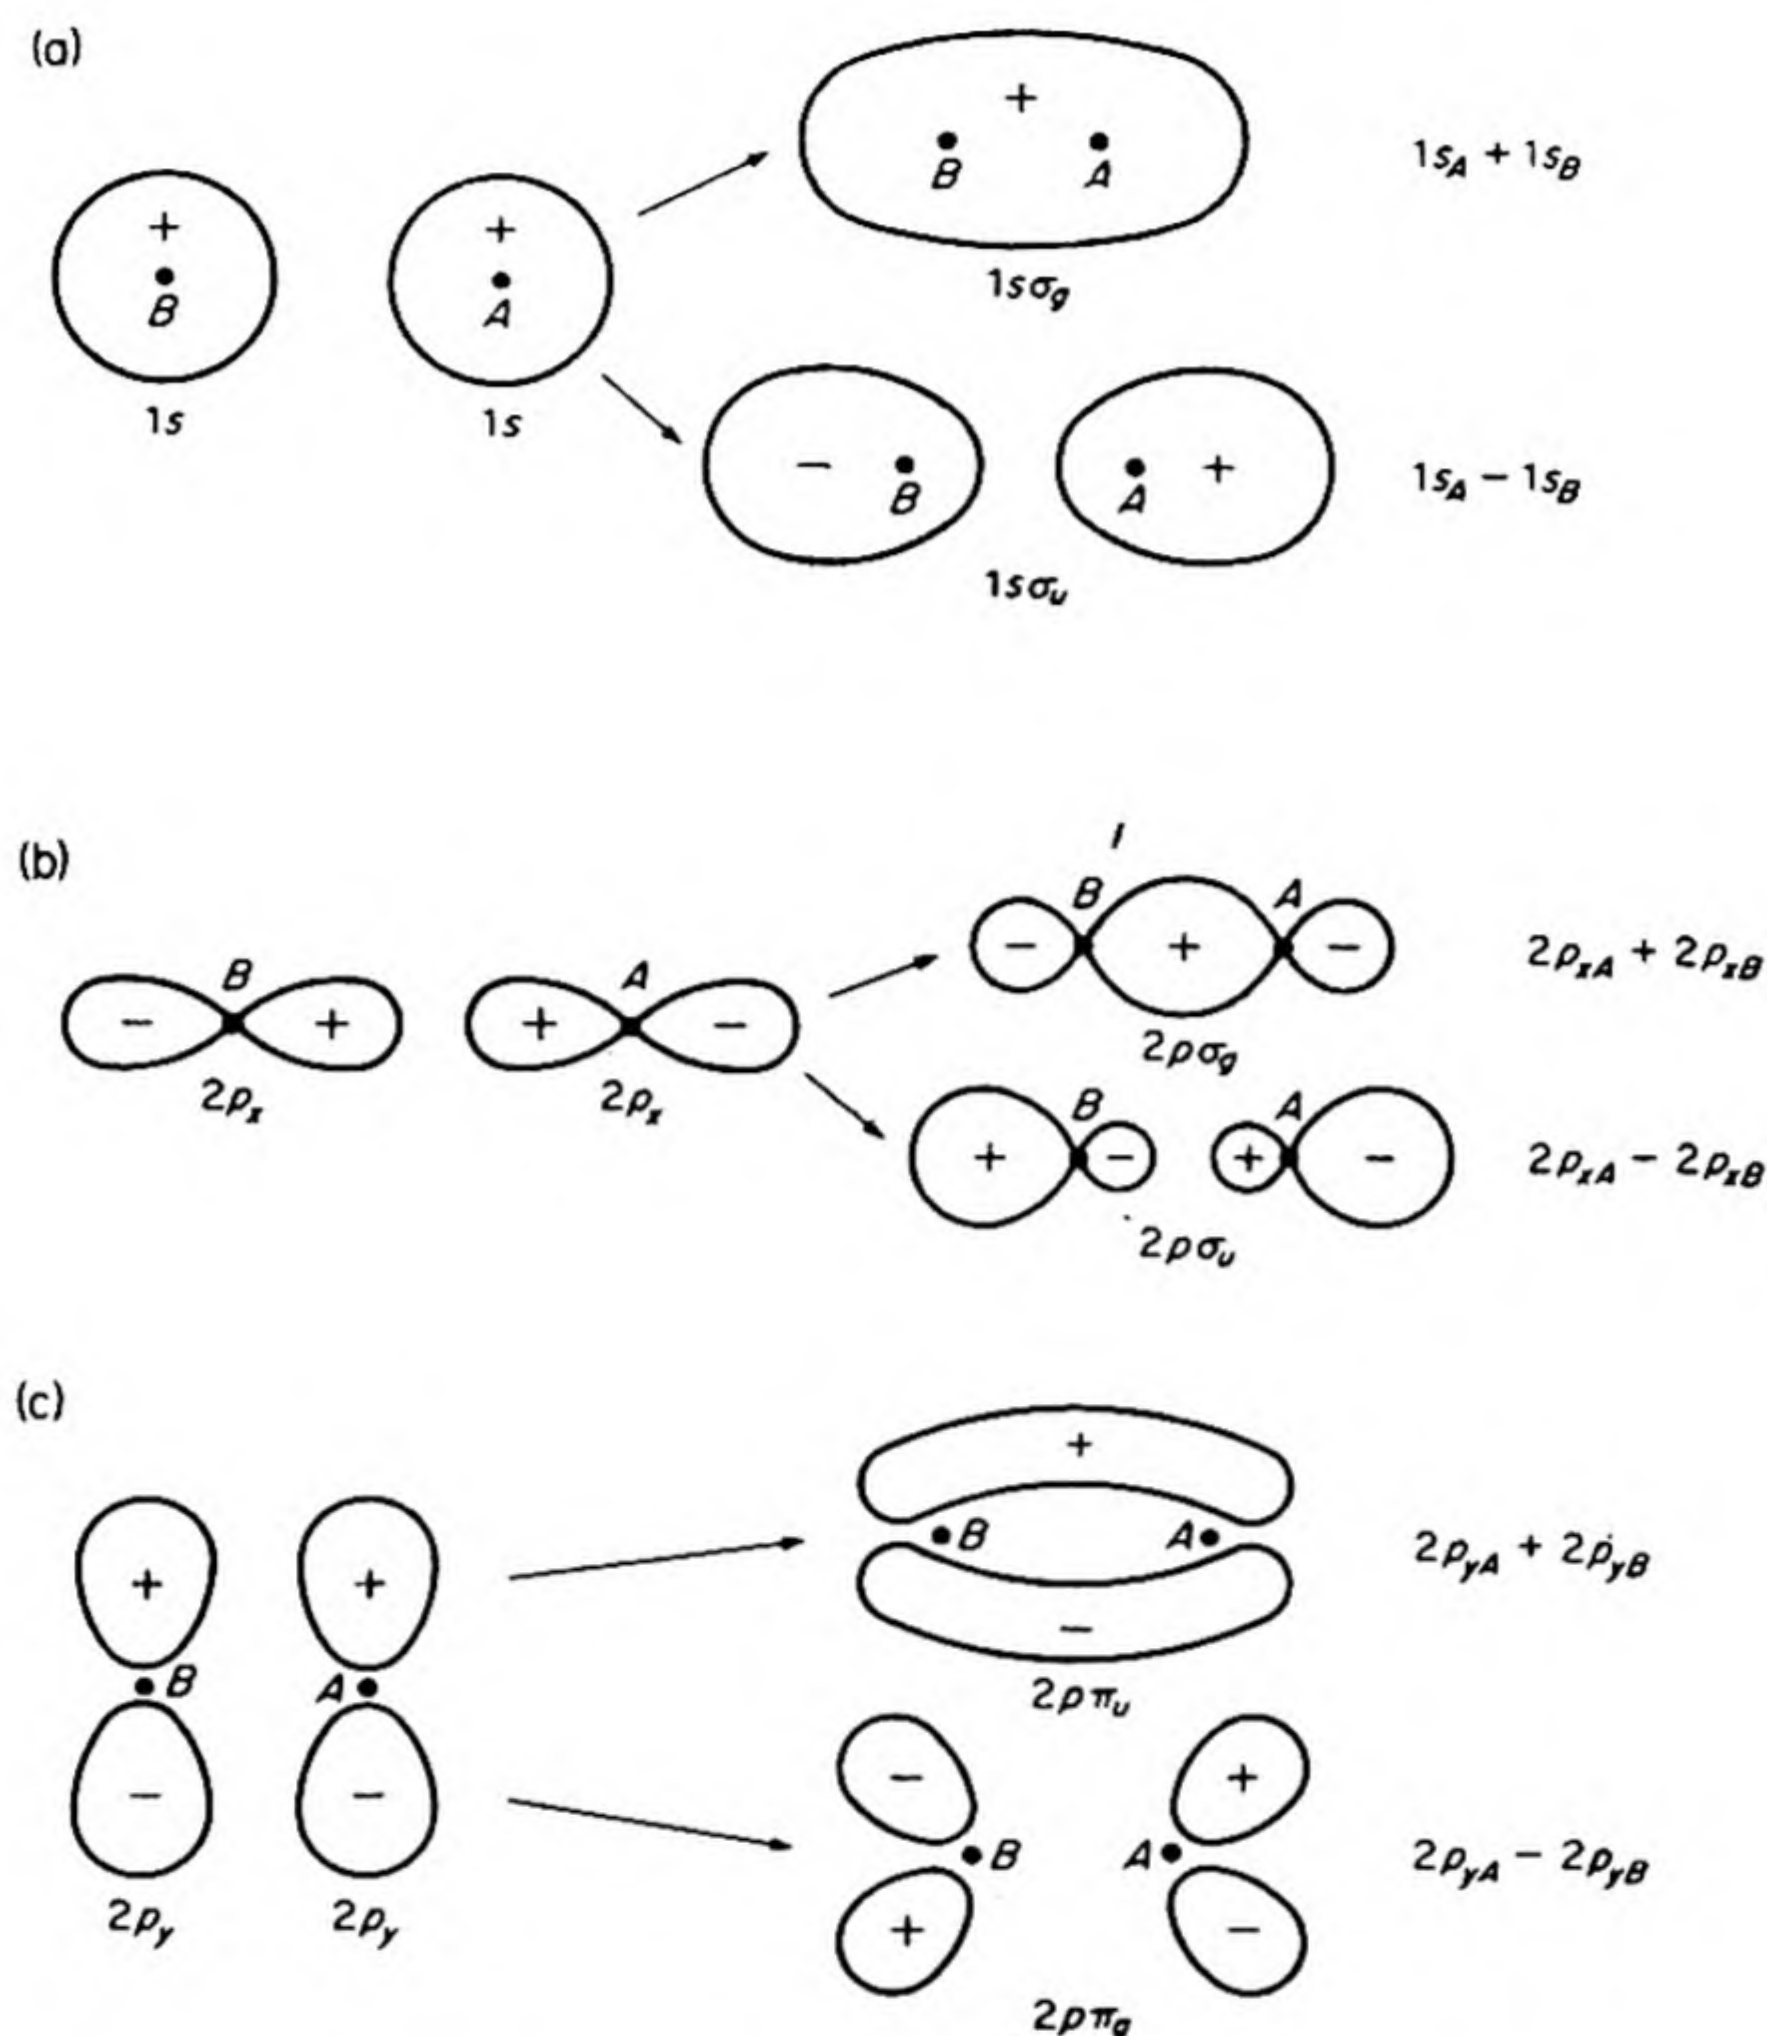 (a)
+
B
1s
+
A
1s
+
B A
1sσg
1sA + 1sB
− B
A +
1sσu
1sA − 1sB
(b)
− B +
2px
+ A −
2px
B A
− + −
2pσg
2pxA + 2pxB
B A
+ − + −
2pσu
2pxA − 2pxB
(c)
+ +
B A
− −
2py 2py
+
B A
−
2pπu
2pyA + 2pyB
− +
B A
+ −
2pπg
2pyA − 2pyB